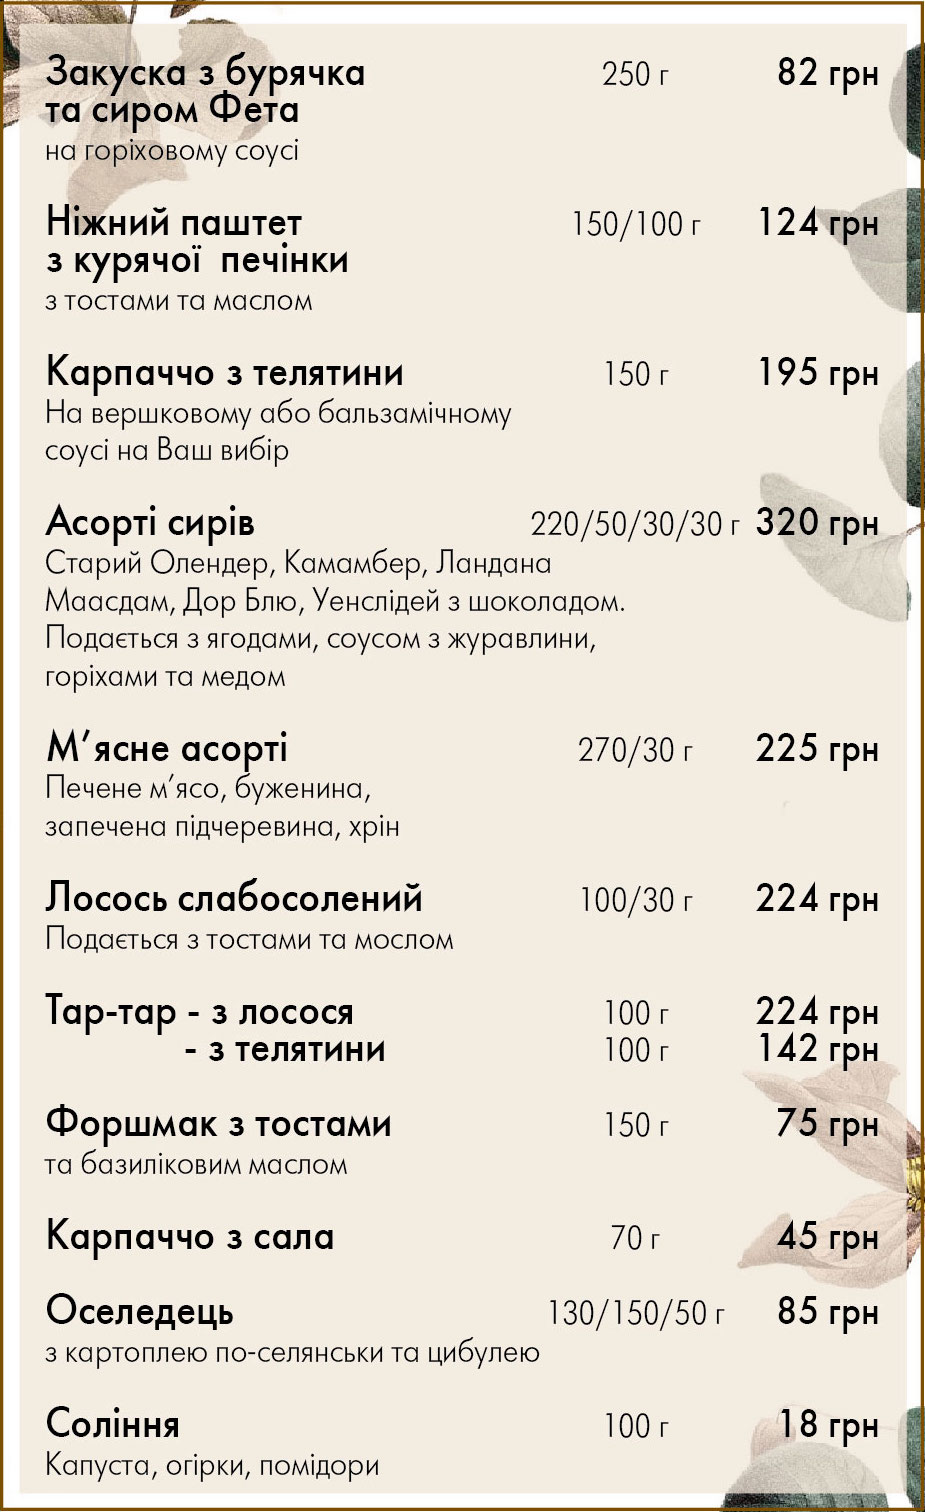 Закуска з бурячка 250 г 82 грн
та сиром Фета
на горіховому соусі
Ніжний паштет 150/100 г 124 грн
з курячої печінки
з тостами та маслом
Карпаччо з телятини 150 г 195 грн
На вершковому або бальзамічному
соусі на Ваш вибір
Асорті сирів 220/50/30/30 г 320 грн
Старий Олендер, Камамбер, Ландана
Маасдам, Дор Блю, Уенслідей з шоколадом.
Подається з ягодами, соусом з журавлини,
горіхами та медом
М’ясне асорті 270/30 г 225 грн
Печене м’ясо, буженина,
запечена підчеревина, хрін
Лосось слабосолений 100/30 г 224 грн
Подається з тостами та мослом
Тар-тар - з лосося 100 г 224 грн
- з телятини 100 г 142 грн
Форшмак з тостами 150 г 75 грн
та базиліковим маслом
Карпаччо з сала 70 г 45 грн
Оселедець 130/150/50 г 85 грн
з картоплею по-селянськи та цибулею
Соління 100 г 18 грн
Капуста, огірки, помідори